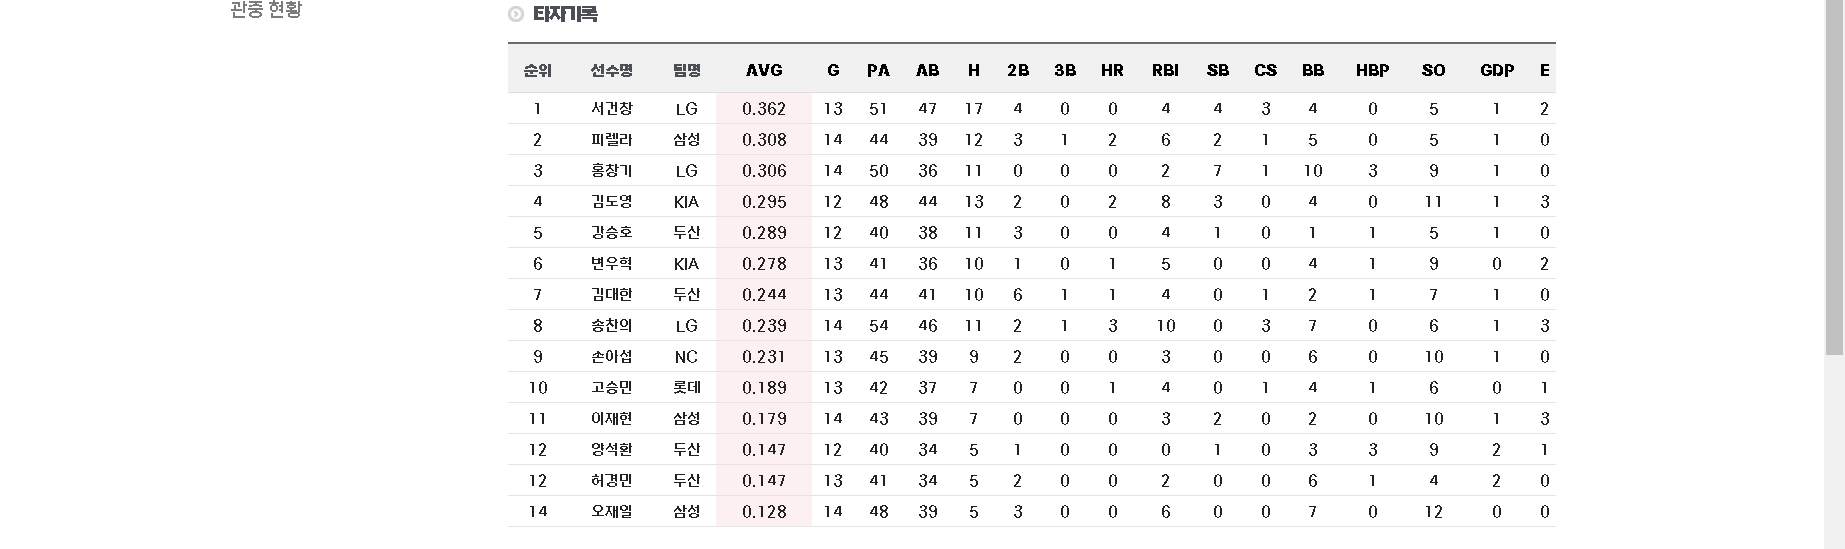 관중 현황
타자기록
순위 선수명 팀명 AVG G PA AB H 2B 3B HR RBI SB CS BB HBP SO GDP E
1 서건창 LG 0.362 13 51 47 17 4 0 0 4 4 3 4 0 5 1 2
2 피렐라 삼성 0.308 14 44 39 12 3 1 2 6 2 1 5 0 5 1 0
3 홍창기 LG 0.306 14 50 36 11 0 0 0 2 7 1 10 3 9 1 0
4 김도영 KIA 0.295 12 48 44 13 2 0 2 8 3 0 4 0 11 1 3
5 강승호 두산 0.289 12 40 38 11 3 0 0 4 1 0 1 1 5 1 0
6 변우혁 KIA 0.278 13 41 36 10 1 0 1 5 0 0 4 1 9 0 2
7 김대한 두산 0.244 13 44 41 10 6 1 1 4 0 1 2 1 7 1 0
8 송찬의 LG 0.239 14 54 46 11 2 1 3 10 0 3 7 0 6 1 3
9 손아섭 NC 0.231 13 45 39 9 2 0 0 3 0 0 6 0 10 1 0
10 고승민 롯데 0.189 13 42 37 7 0 0 1 4 0 1 4 1 6 0 1
11 이재현 삼성 0.179 14 43 39 7 0 0 0 3 2 0 2 0 10 1 3
12 양석환 두산 0.147 12 40 34 5 1 0 0 0 1 0 3 3 9 2 1
12 허경민 두산 0.147 13 41 34 5 2 0 0 2 0 0 6 1 4 2 0
14 오재일 삼성 0.128 14 48 39 5 3 0 0 6 0 0 7 0 12 0 0